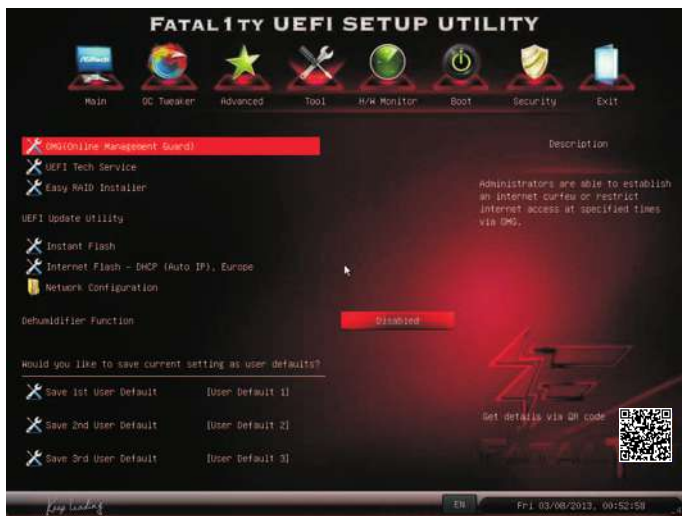 FATAL1TY UEFI SETUP UTILITY
ASRock
Main OC Tweaker Advanced Tool H/W Monitor Boot Security Exit
OMG(Online Management Guard)
UEFI Tech Service
Easy RAID Installer
UEFI Update Utility
Instant Flash
Internet Flash - DHCP (Auto IP), Europe
Network Configuration
Dehumidifier Function Disabled
Would you like to save current setting as user defaults?
Save 1st User Default [User Default 1]
Save 2nd User Default [User Default 2]
Save 3rd User Default [User Default 3]
Description
Administrators are able to establish
an internet curfew or restrict
internet access at specified times
via OMG.
Get details via QR code
Keep Leading
EN Fri 03/08/2013, 00:52:58